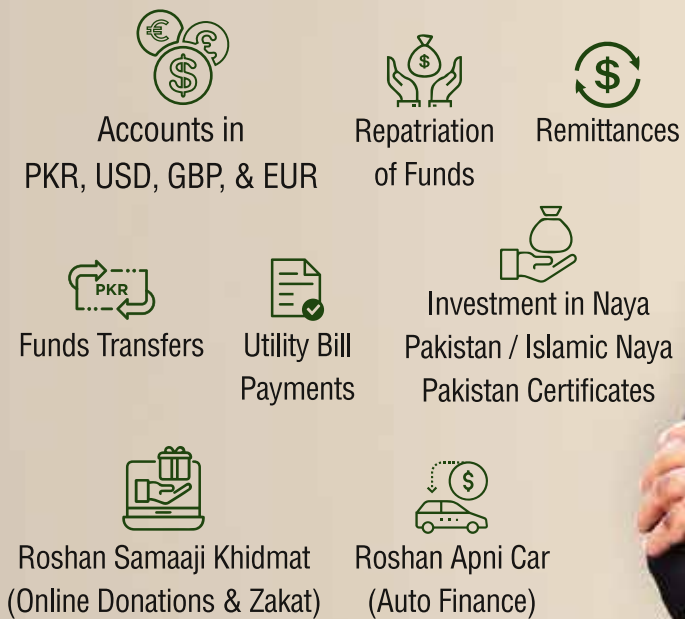 Accounts in
PKR, USD, GBP, & EUR
Repatriation
of Funds
Remittances
PKR
Funds Transfers
Utility Bill
Payments
Investment in Naya
Pakistan / Islamic Naya
Pakistan Certificates
Roshan Samaaji Khidmat
(Online Donations & Zakat)
Roshan Apni Car
(Auto Finance)